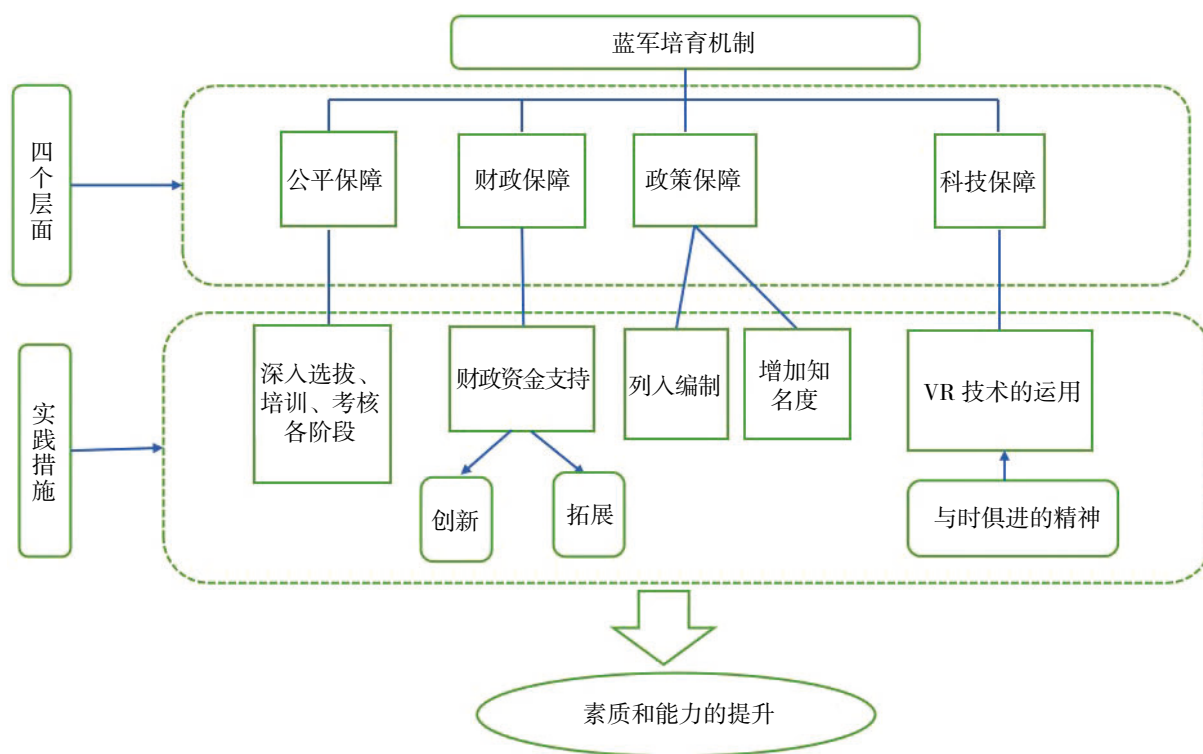 蓝军培育机制
四个层面
公平保障
财政保障
政策保障
科技保障
实践措施
深入选拔、
培训、考核
各阶段
财政资金支持
列入编制
增加知
名度
VR 技术的运用
创新
拓展
与时俱进的精神
素质和能力的提升